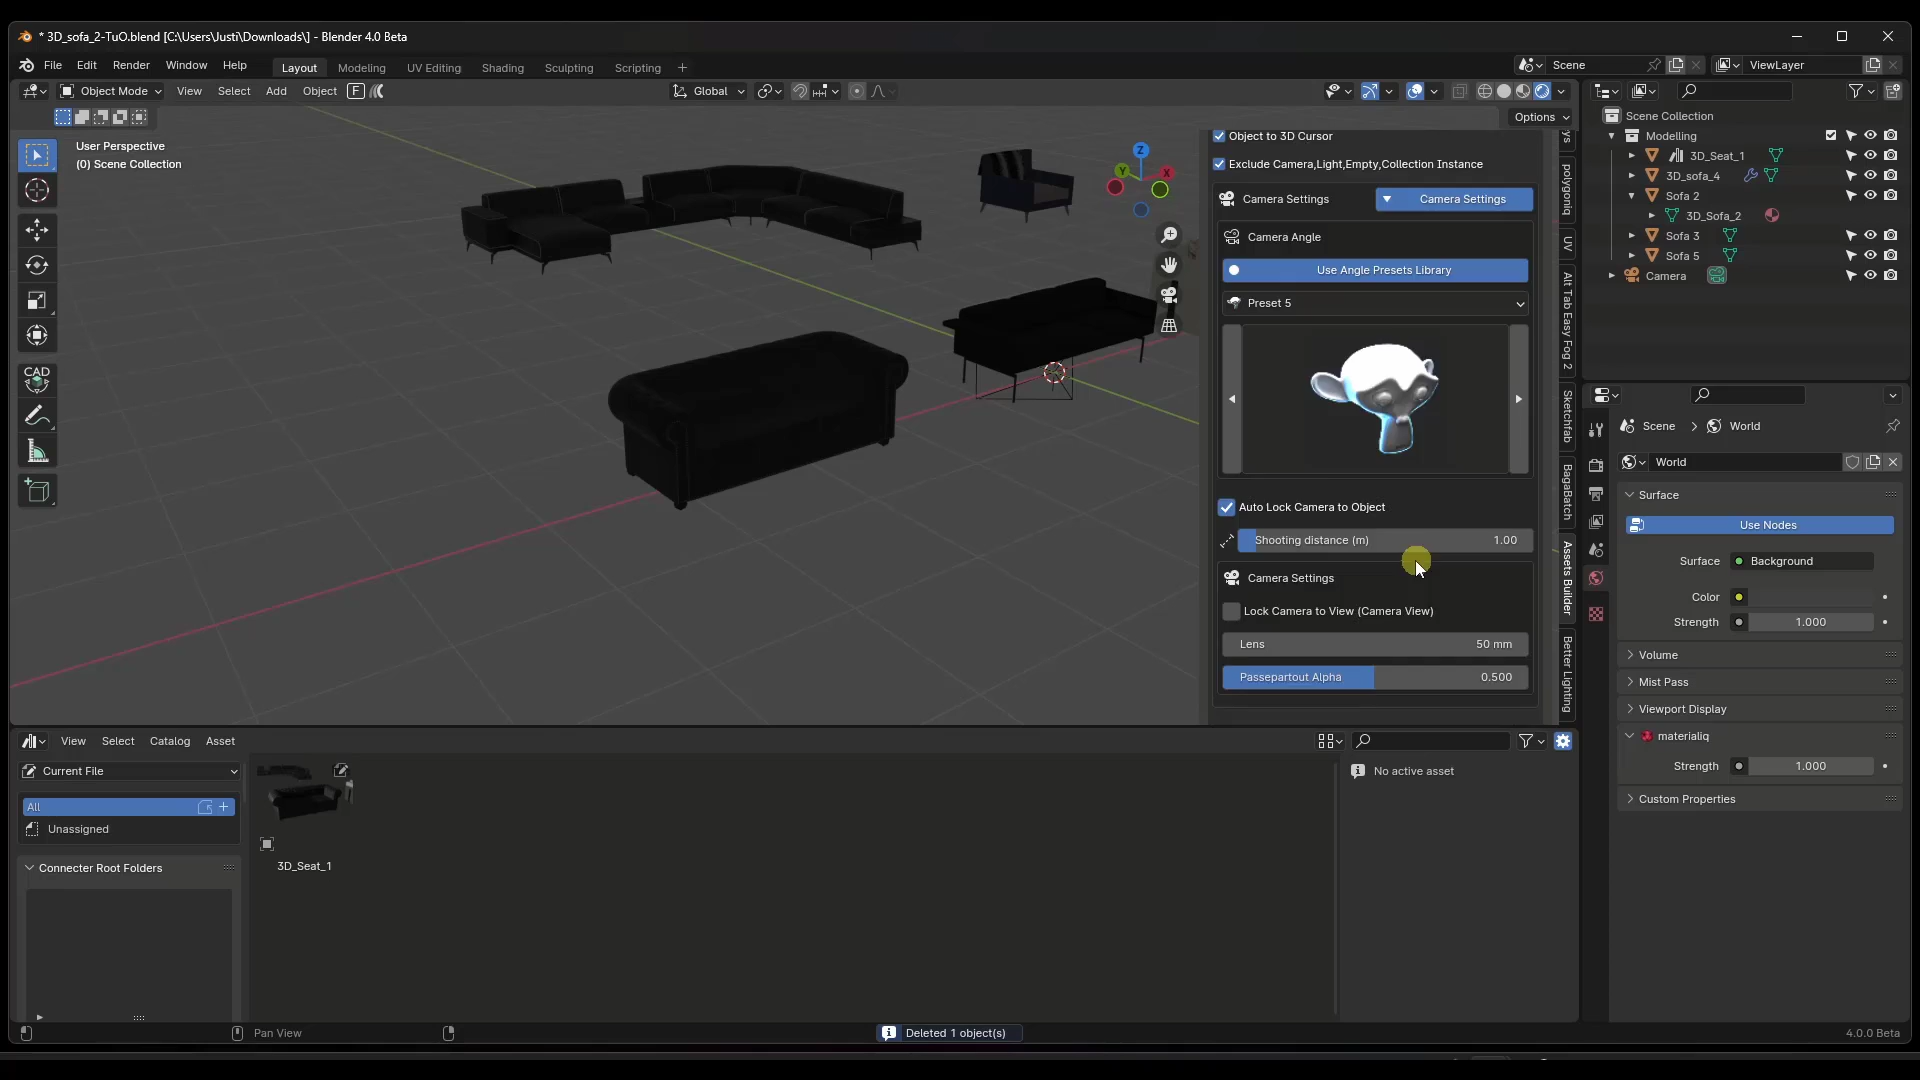 * 3D_sofa_2-TuO.blend [C:\Users\Justi\Downloads\] - Blender 4.0 Beta
File Edit Render Window Help Layout Modeling UV Editing Shading Sculpting Scripting + Scene ViewLayer
Object Mode View Select Add Object F Global
Options
User Perspective
(0) Scene Collection
Z
Y
X
CAD
Object to 3D Cursor
Exclude Camera,Light,Empty,Collection Instance
Camera Settings Camera Settings
Camera Angle
Use Angle Presets Library
Preset 5
Auto Lock Camera to Object
Shooting distance (m) 1.00
Camera Settings
Lock Camera to View (Camera View)
Lens 50 mm
Passepartout Alpha 0.500
polygoniq
UV
Alt Tab Easy Fog 2
Sketchfab
BagaBatch
Assets Builder
Better Lighting
Scene Collection
Modelling
3D_Seat_1
3D_sofa_4
Sofa 2
3D_Sofa_2
Sofa 3
Sofa 5
Camera
Scene World
World
Surface
Use Nodes
Surface Background
Color
Strength 1.000
Volume
Mist Pass
Viewport Display
materialiq
Strength 1.000
Custom Properties
View Select Catalog Asset
Current File
All
Unassigned
Connecter Root Folders
3D_Seat_1
No active asset
Pan View
Deleted 1 object(s)
4.0.0 Beta